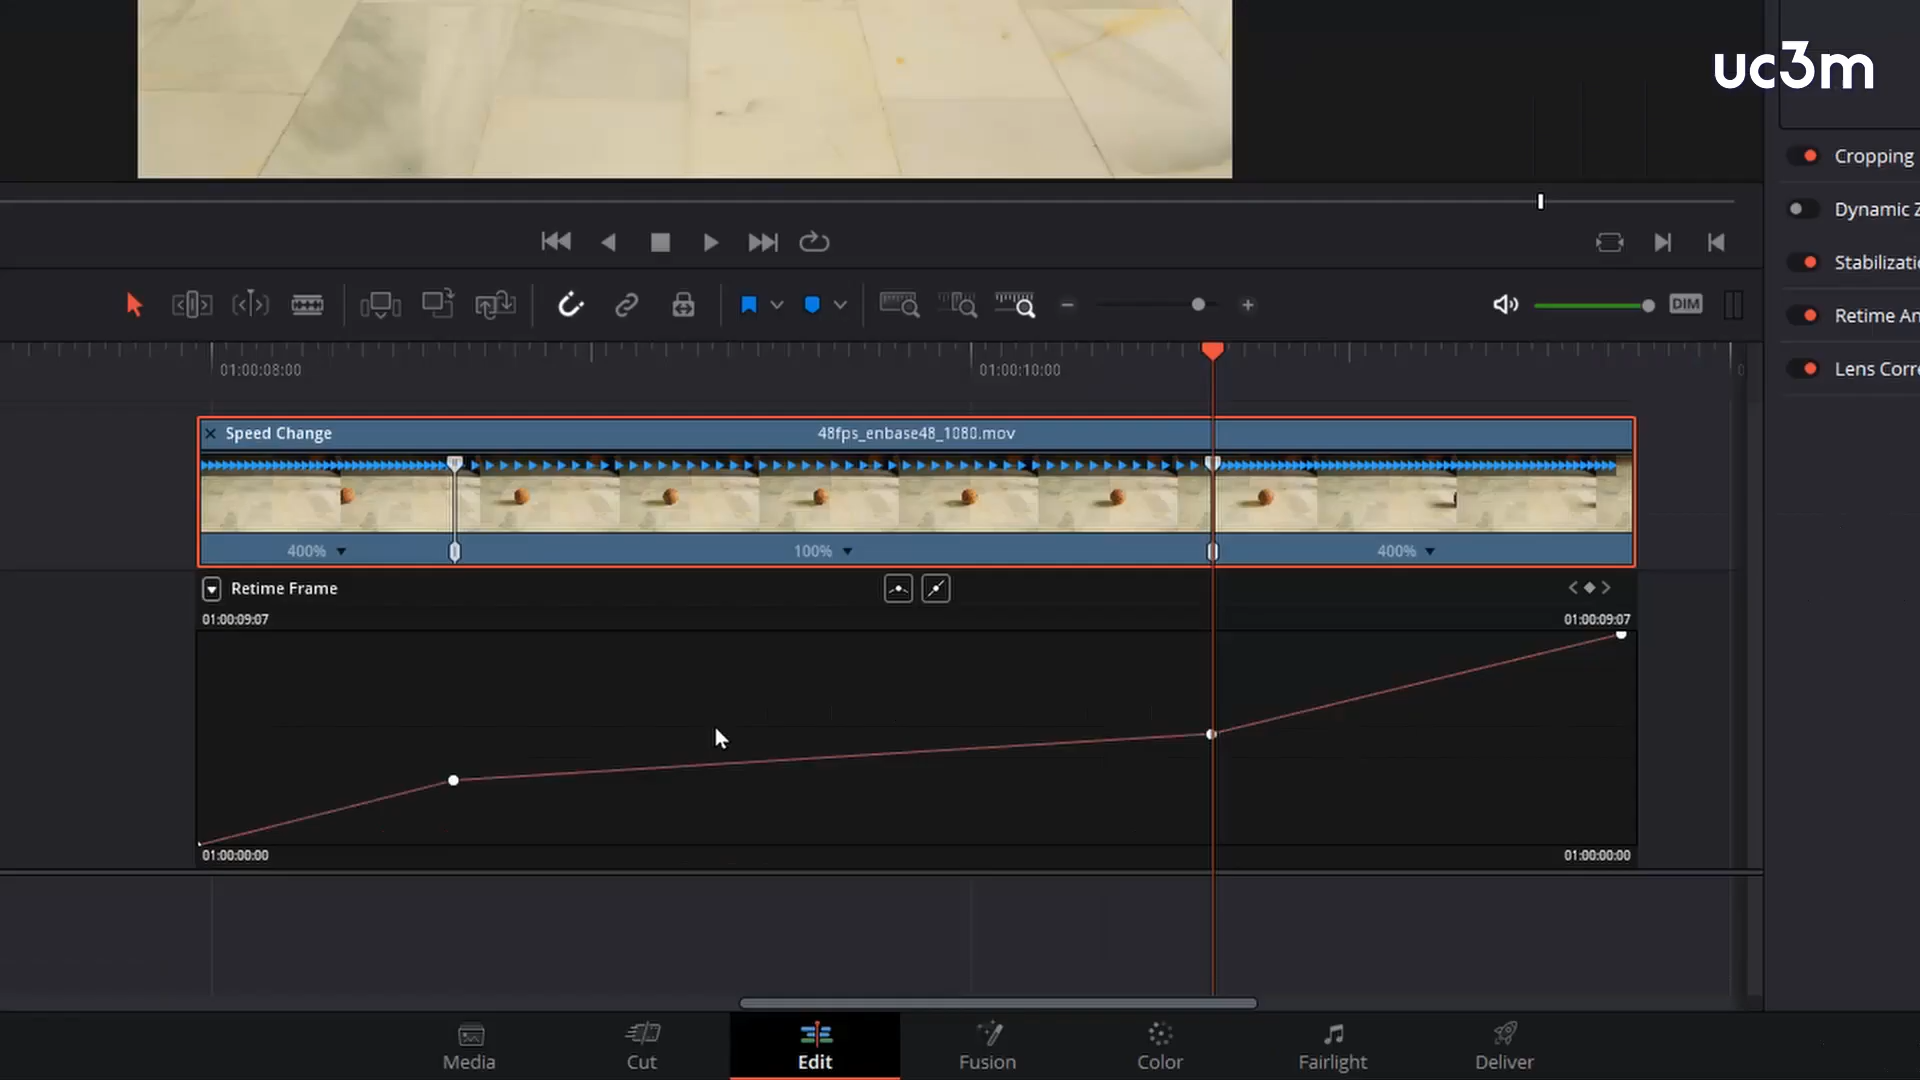 uc3m
Cropping
Dynamic Z
Stabilizati
DIM
Retime An
01:00:08:00
01:00:10:00
Lens Corre
Speed Change
48fps_enbase48_1080.mov
400%
100%
400%
Retime Frame
01:00:09:07
01:00:09:07
01:00:00:00
01:00:00:00
Media
Cut
Edit
Fusion
Color
Fairlight
Deliver